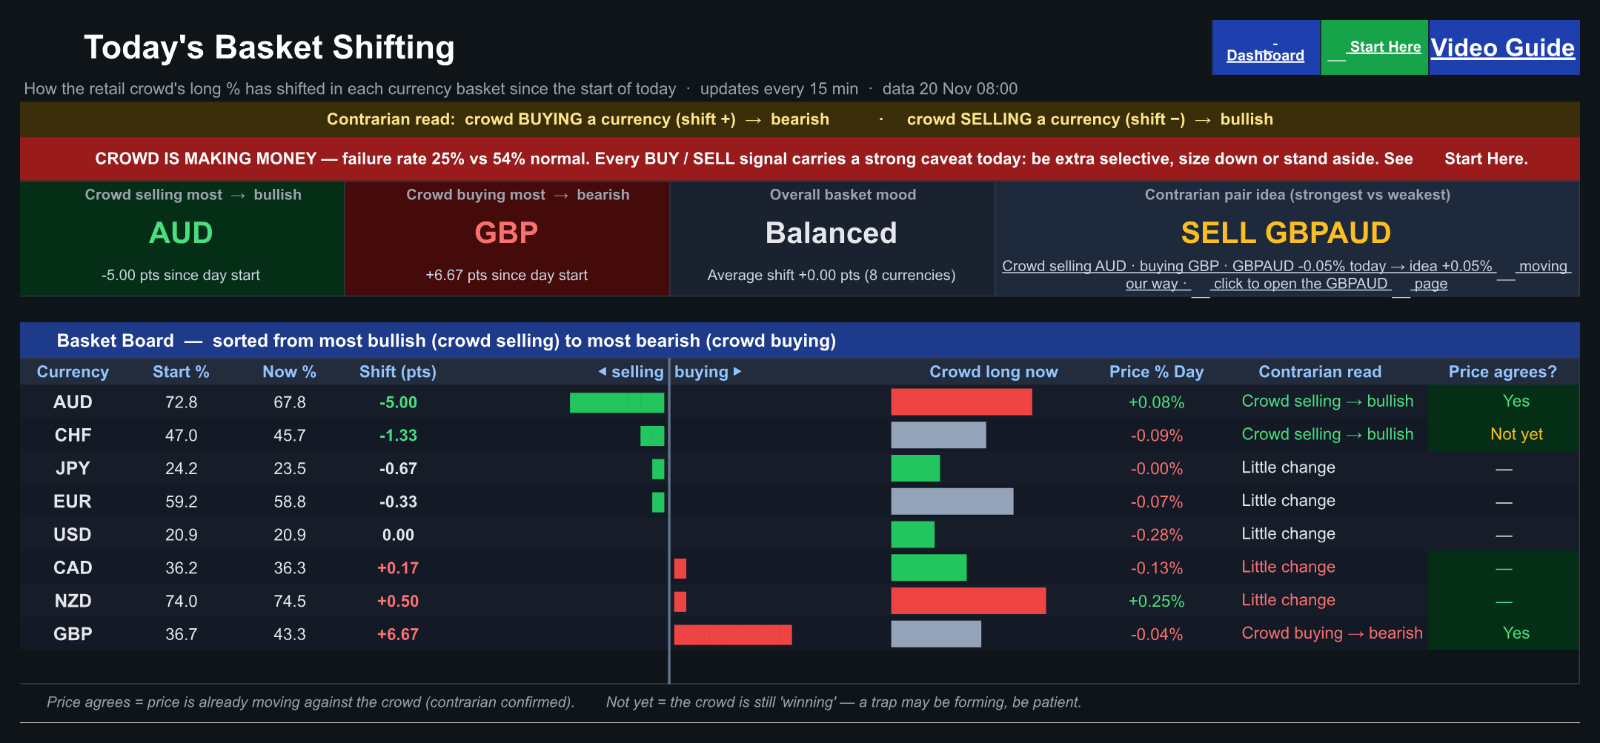 Today's Basket Shifting
Dashboard
Start Here
Video Guide
How the retail crowd's long % has shifted in each currency basket since the start of today · updates every 15 min · data 20 Nov 08:00
Contrarian read: crowd BUYING a currency (shift +) → bearish · crowd SELLING a currency (shift −) → bullish
CROWD IS MAKING MONEY — failure rate 25% vs 54% normal. Every BUY / SELL signal carries a strong caveat today: be extra selective, size down or stand aside. See Start Here.
Crowd selling most → bullish
AUD
-5.00 pts since day start
Crowd buying most → bearish
GBP
+6.67 pts since day start
Overall basket mood
Balanced
Average shift +0.00 pts (8 currencies)
Contrarian pair idea (strongest vs weakest)
SELL GBPAUD
Crowd selling AUD · buying GBP · GBPAUD -0.05% today → idea +0.05% moving
our way · click to open the GBPAUD page
Basket Board — sorted from most bullish (crowd selling) to most bearish (crowd buying)
Currency Start % Now % Shift (pts) ◄ selling buying ► Crowd long now Price % Day Contrarian read Price agrees?
AUD 72.8 67.8 -5.00 +0.08% Crowd selling → bullish Yes
CHF 47.0 45.7 -1.33 -0.09% Crowd selling → bullish Not yet
JPY 24.2 23.5 -0.67 -0.00% Little change —
EUR 59.2 58.8 -0.33 -0.07% Little change —
USD 20.9 20.9 0.00 -0.28% Little change —
CAD 36.2 36.3 +0.17 -0.13% Little change —
NZD 74.0 74.5 +0.50 +0.25% Little change —
GBP 36.7 43.3 +6.67 -0.04% Crowd buying → bearish Yes
Price agrees = price is already moving against the crowd (contrarian confirmed). Not yet = the crowd is still 'winning' — a trap may be forming, be patient.